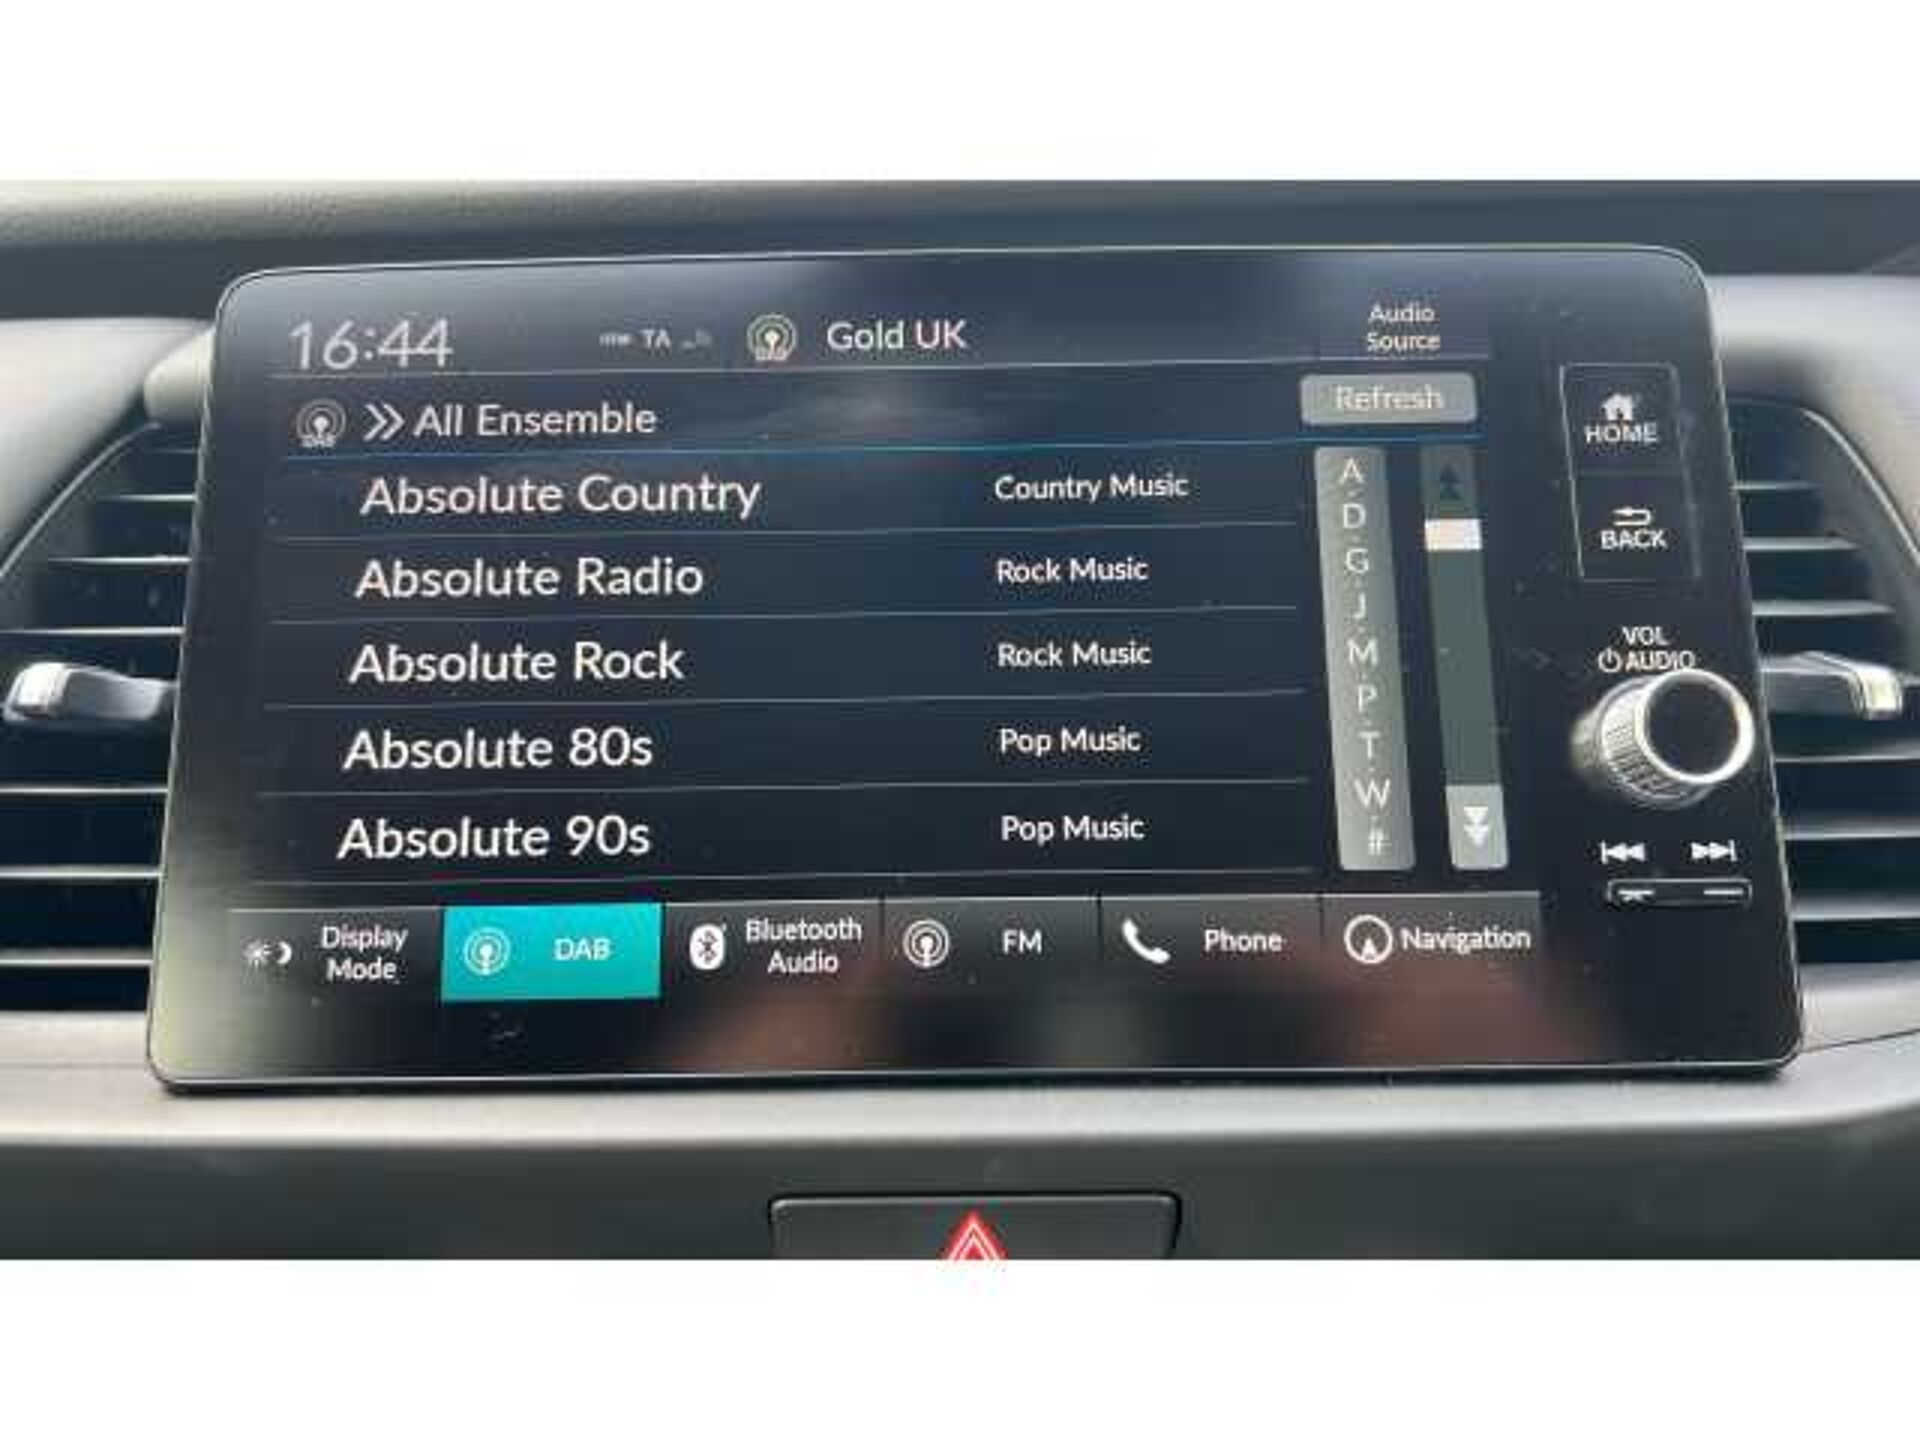 16:44 TA Gold UK Audio
Source
All Ensemble Refresh
Absolute Country Country Music
Absolute Radio Rock Music
Absolute Rock Rock Music
Absolute 80s Pop Music
Absolute 90s Pop Music
A
D
G
J
M
P
T
W
#
HOME
BACK
VOL
AUDIO
Display
Mode
DAB
Bluetooth
Audio
FM
Phone
Navigation